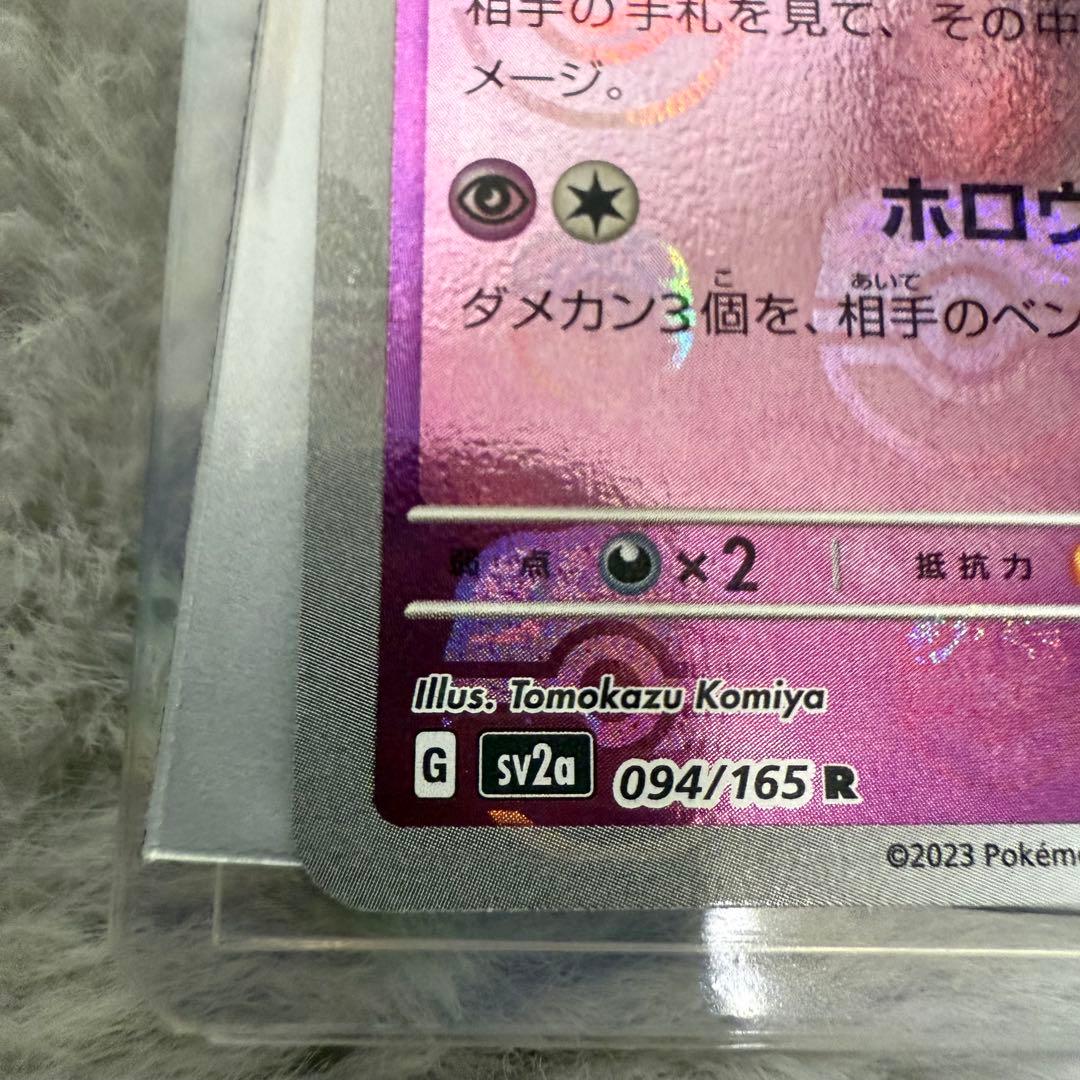 相手の手札を見て、その中
メージ。
ホロウ
ダメカン3個を、相手のベン
こ
あいて
弱点 ×2 抵抗力
Illus. Tomokazu Komiya
G sv2a 094/165 R
©2023 Pokémo